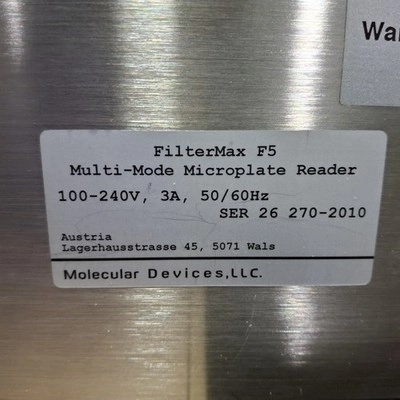 FilterMax F5
Multi-Mode Microplate Reader
100-240V, 3A, 50/60Hz
SER 26 270-2010
Austria
Lagerhausstrasse 45, 5071 Wals
Molecular Devices,LLC.